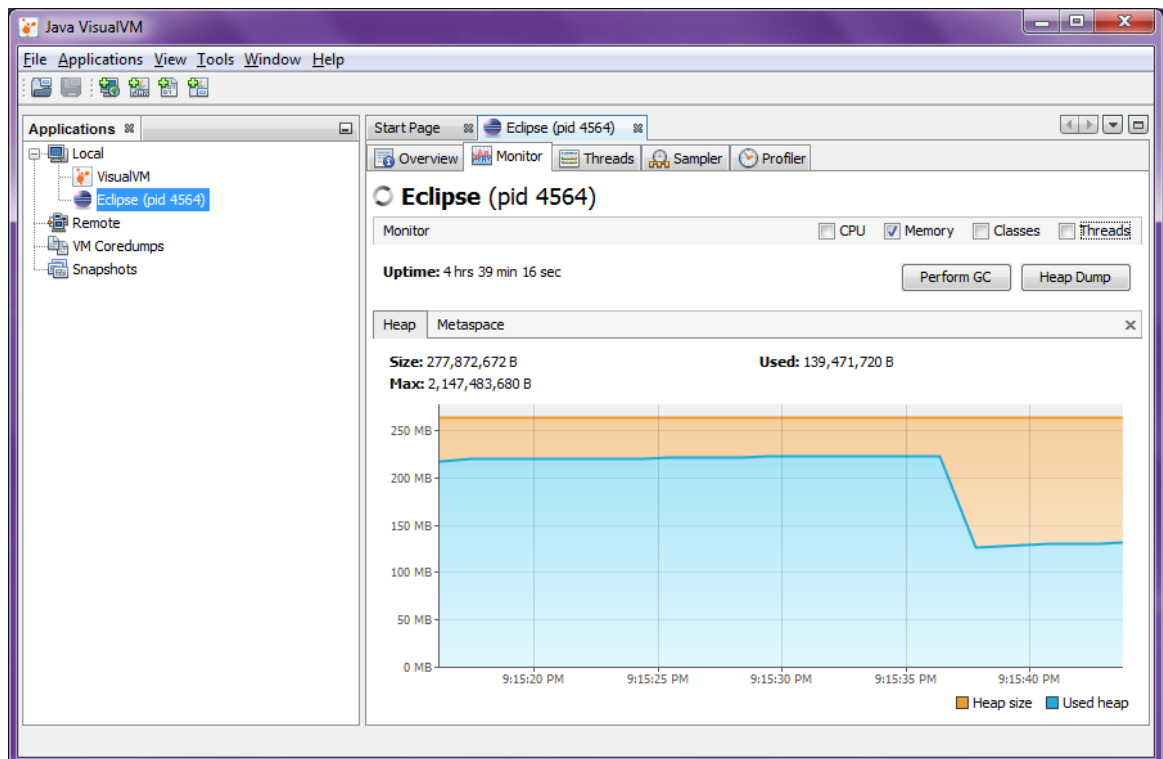 Java VisualVM
File Applications View Tools Window Help
Applications
Local
VisualVM
Eclipse (pid 4564)
Remote
VM Coredumps
Snapshots
Start Page Eclipse (pid 4564)
Overview Monitor Threads Sampler Profiler
Eclipse (pid 4564)
Monitor CPU Memory Classes Threads
Uptime: 4 hrs 39 min 16 sec Perform GC Heap Dump
Heap Metaspace
Size: 277,872,672 B Used: 139,471,720 B
Max: 2,147,483,680 B
250 MB
200 MB
150 MB
100 MB
50 MB
0 MB
9:15:20 PM 9:15:25 PM 9:15:30 PM 9:15:35 PM 9:15:40 PM
Heap size Used heap